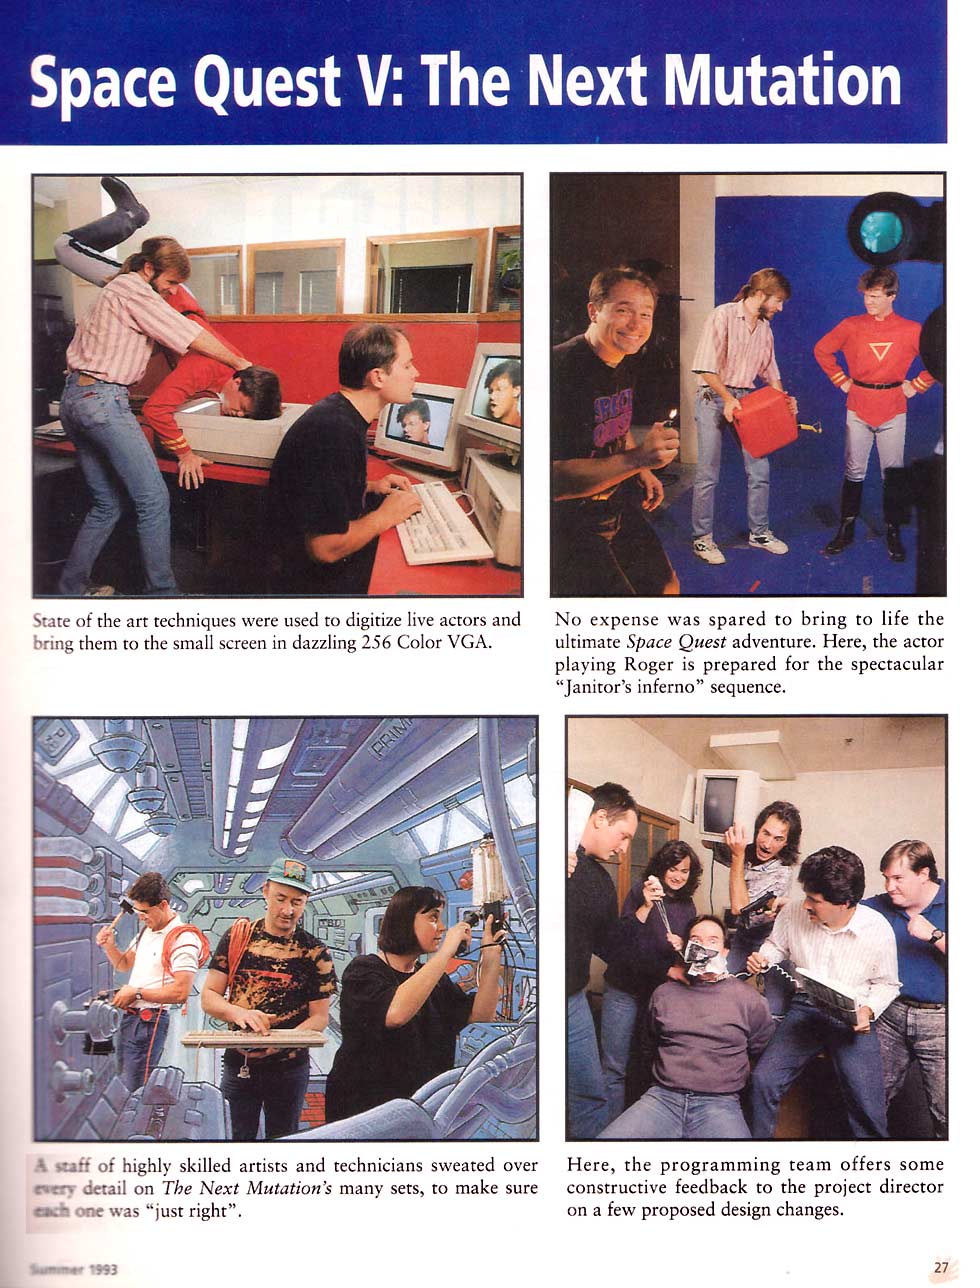 Space Quest V: The Next Mutation
State of the art techniques were used to digitize live actors and
bring them to the small screen in dazzling 256 Color VGA.
No expense was spared to bring to life the
ultimate Space Quest adventure. Here, the actor
playing Roger is prepared for the spectacular
“Janitor’s inferno” sequence.
A staff of highly skilled artists and technicians sweated over
every detail on The Next Mutation’s many sets, to make sure
each one was “just right”.
Here, the programming team offers some
constructive feedback to the project director
on a few proposed design changes.
Summer 1993
27